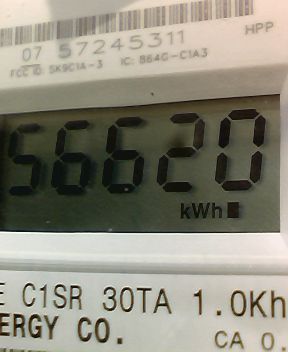 07 57245311 HPP
FCC ID: SK9C1A-3 IC: 864G-C1A3
56620
kWh
E C1SR 30TA 1.0Kh
ERGY CO. CA 0.